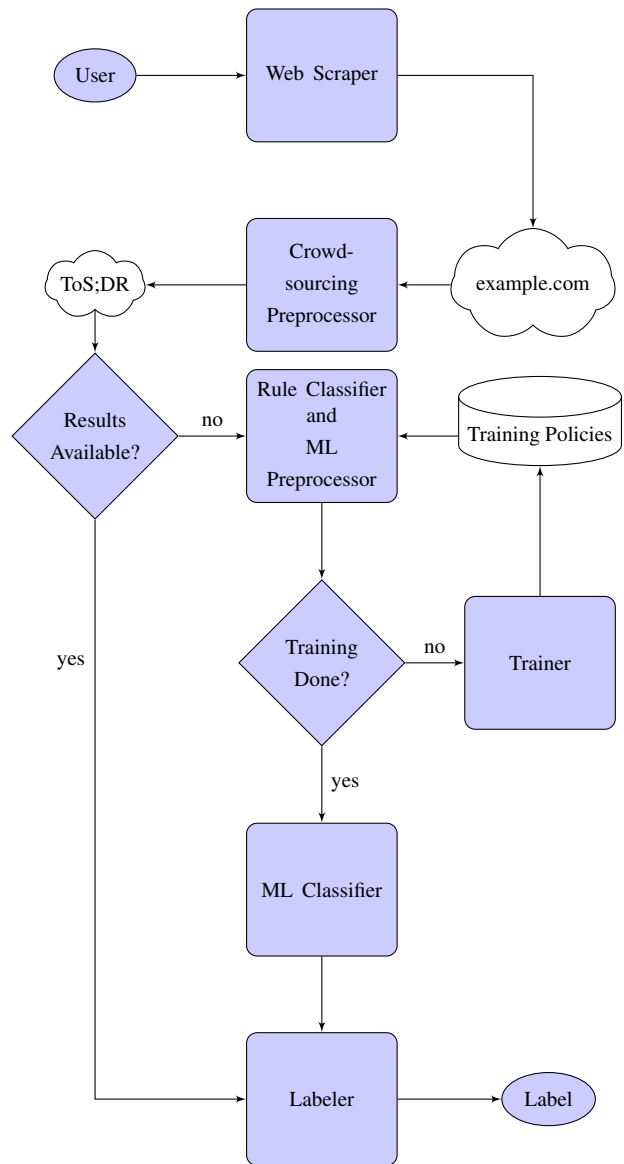 User
Web Scraper
ToS;DR
Crowd-
sourcing
Preprocessor
example.com
Results
Available?
no
Rule Classifier
and
ML
Preprocessor
Training Policies
yes
Training
Done?
no
Trainer
yes
ML Classifier
Labeler
Label